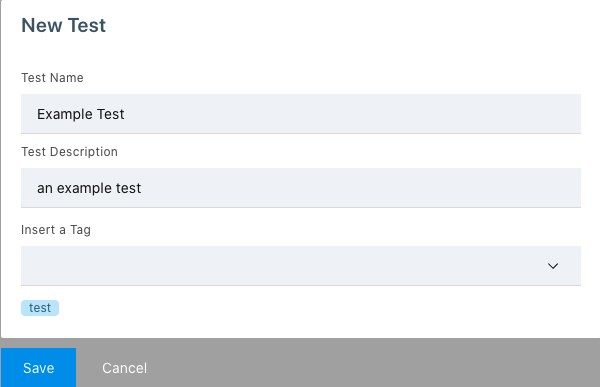 New Test
Test Name
Example Test
Test Description
an example test
Insert a Tag
test
Save Cancel